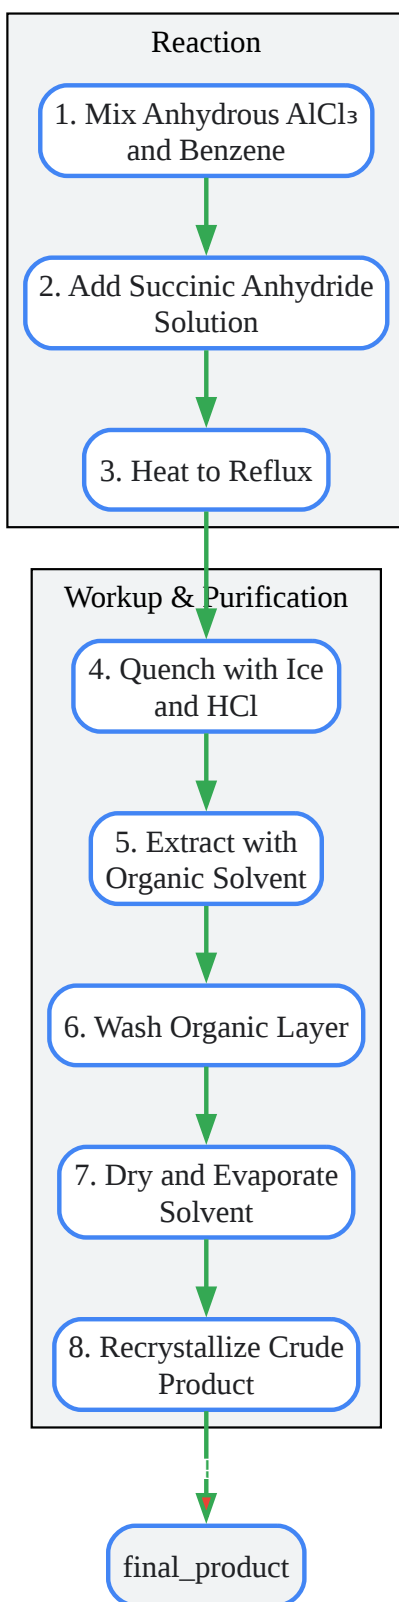 Reaction
1. Mix Anhydrous AlCl₃
and Benzene
2. Add Succinic Anhydride
Solution
3. Heat to Reflux
Workup & Purification
4. Quench with Ice
and HCl
5. Extract with
Organic Solvent
6. Wash Organic Layer
7. Dry and Evaporate
Solvent
8. Recrystallize Crude
Product
final_product